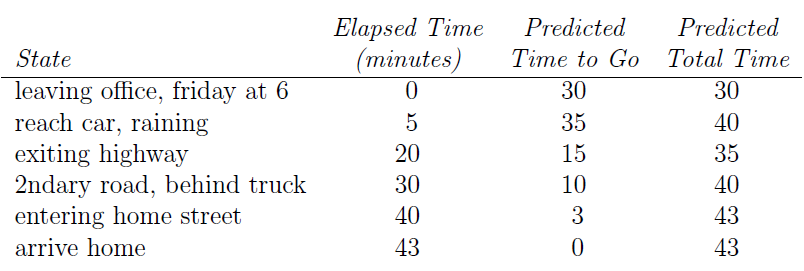 Elapsed Time Predicted Predicted
State (minutes) Time to Go Total Time
leaving office, friday at 6 0 30 30
reach car, raining 5 35 40
exiting highway 20 15 35
2ndary road, behind truck 30 10 40
entering home street 40 3 43
arrive home 43 0 43